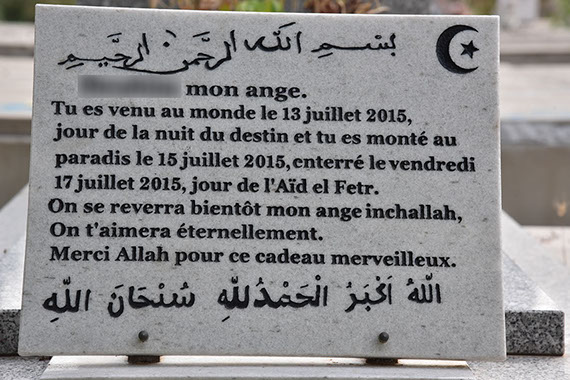 بسم الله الرحمن الرحيم
mon ange.
Tu es venu au monde le 13 juillet 2015,
jour de la nuit du destin et tu es monté au
paradis le 15 juillet 2015, enterré le vendredi
17 juillet 2015, jour de l'Aïd el Fetr.
On se reverra bientôt mon ange inchallah,
On t'aimera éternellement.
Merci Allah pour ce cadeau merveilleux.
اللهُ اَكْبَرُ الْحَمْدُ للهِ سُنْحَانَ اللهِ